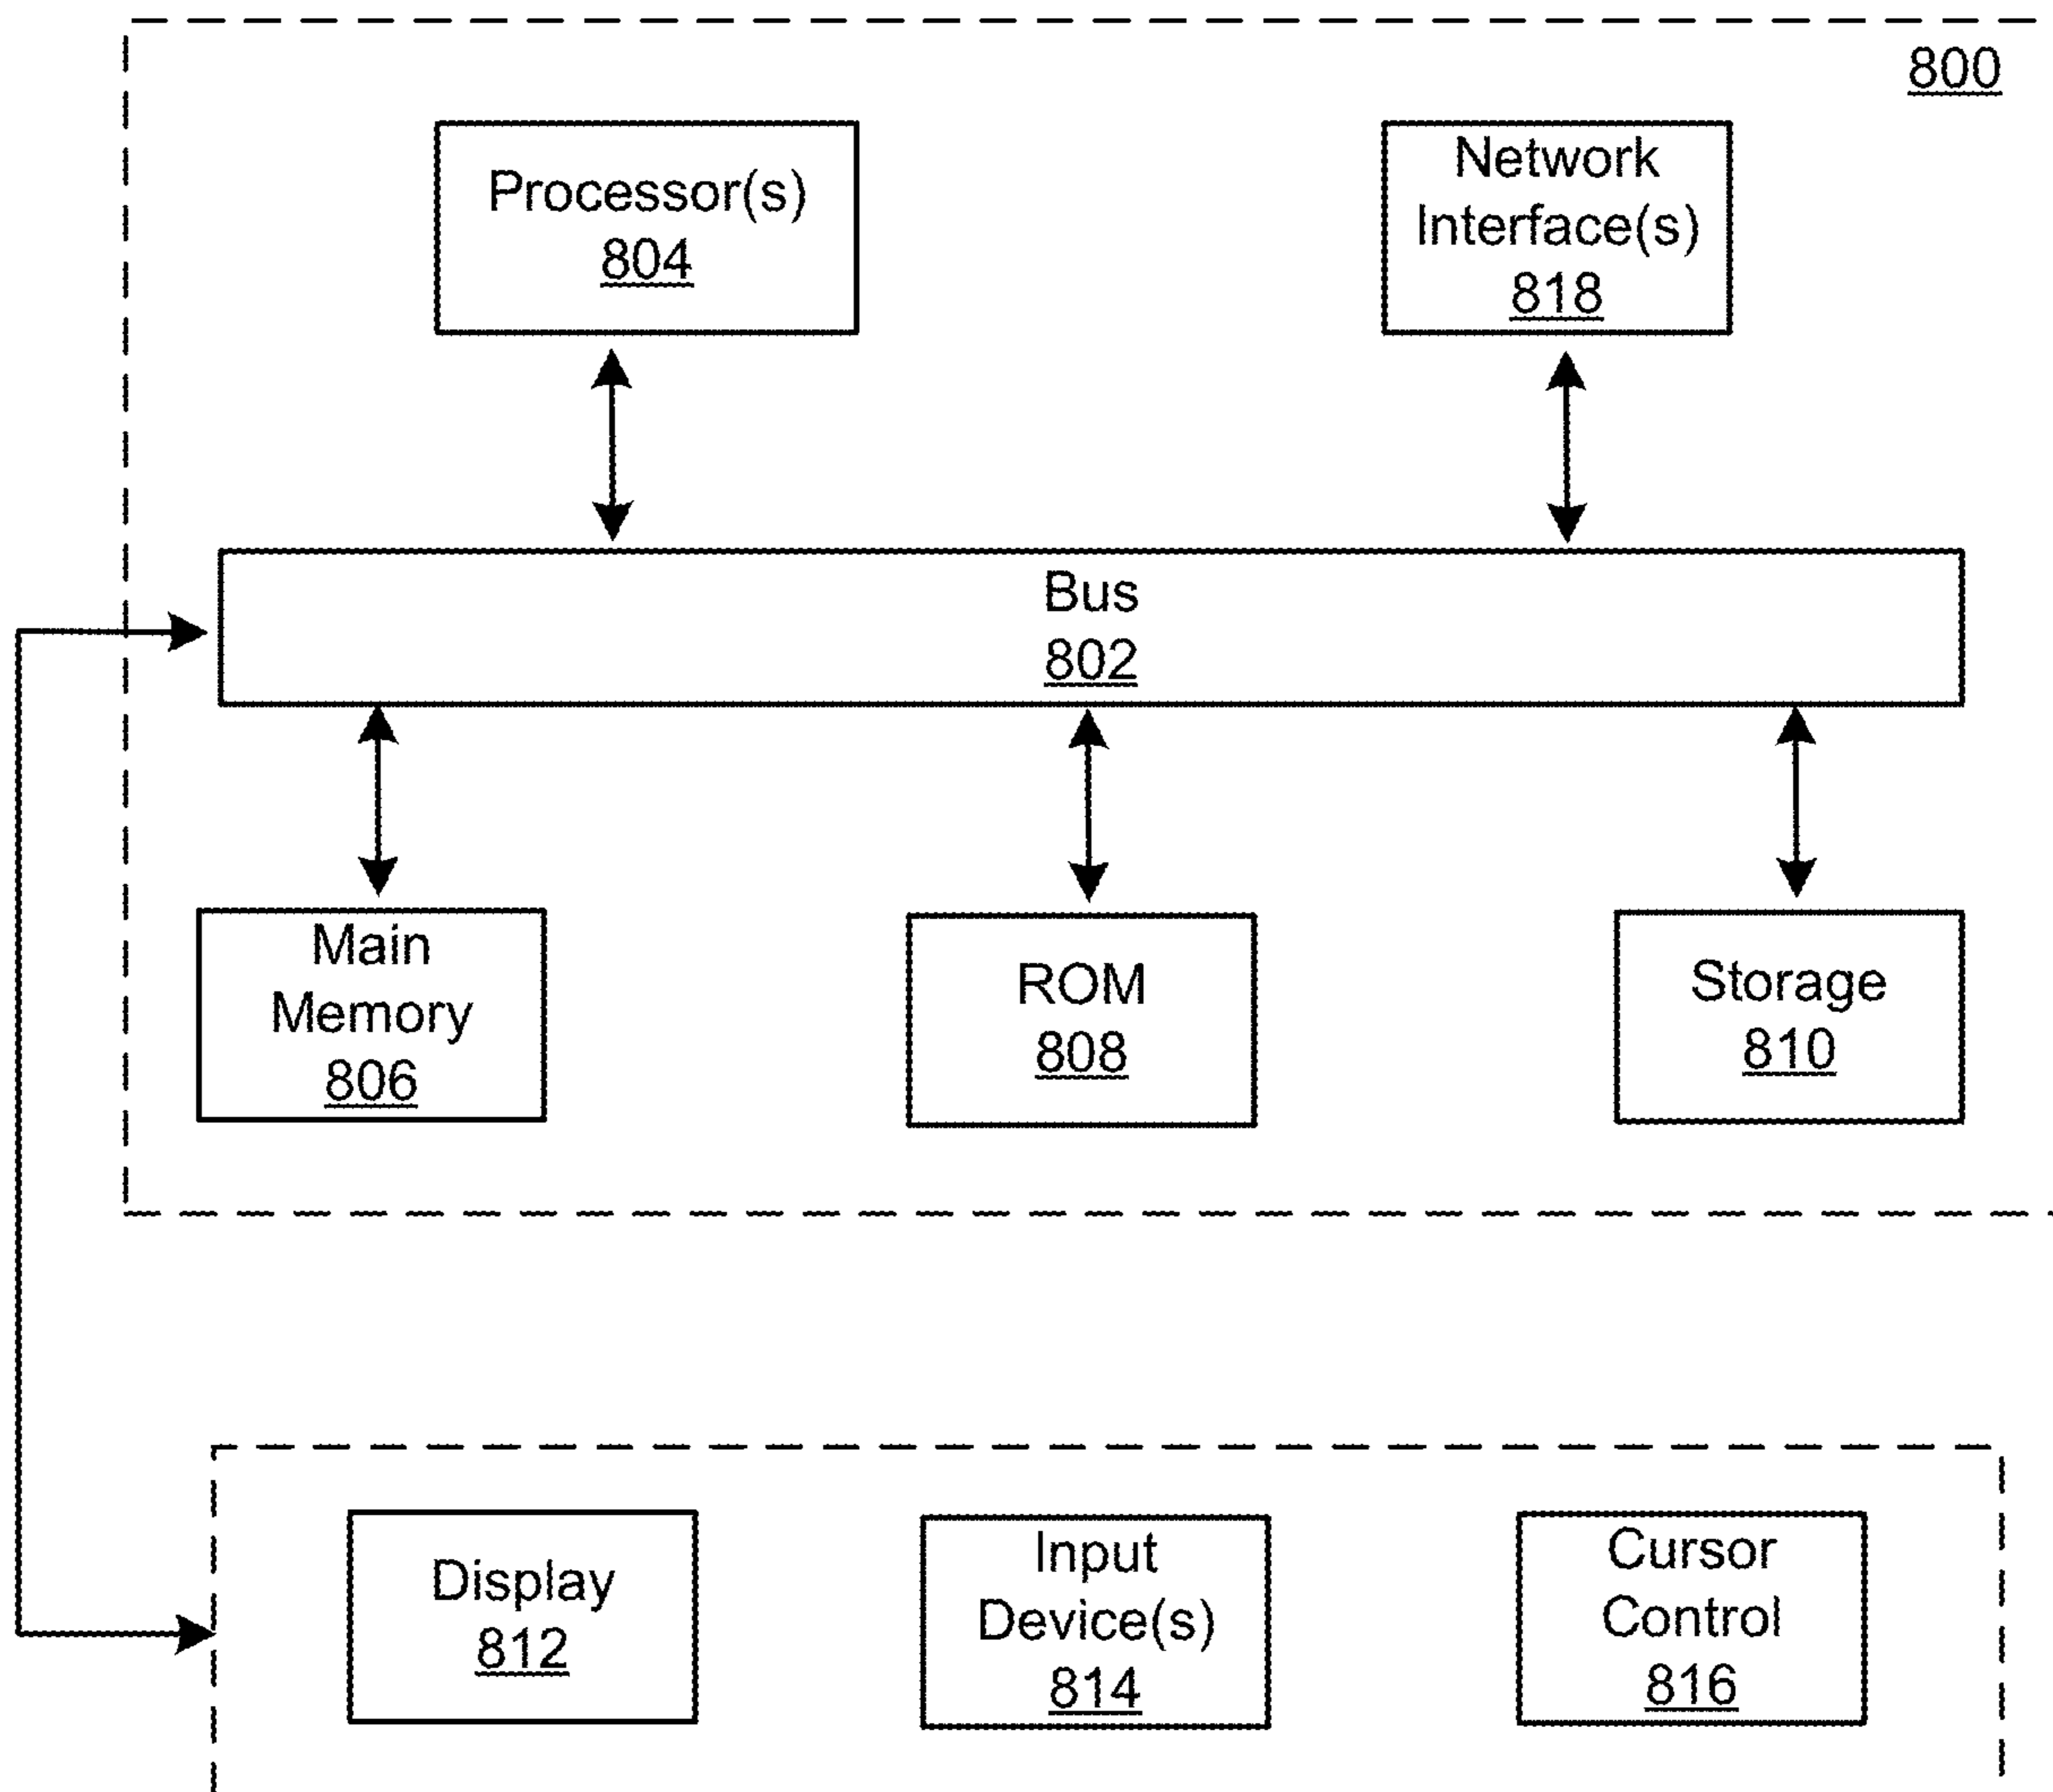 800
Processor(s)
804
Network
Interface(s)
818
Bus
802
Main
Memory
806
ROM
808
Storage
810
Display
812
Input
Device(s)
814
Cursor
Control
816